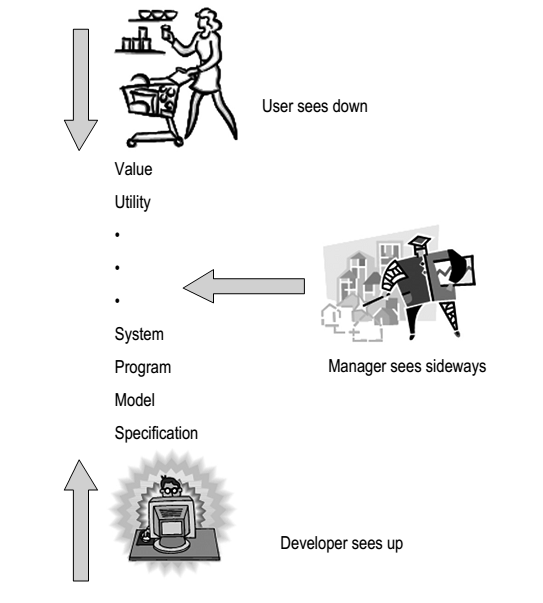 User sees down
Value
Utility
•
•
•
System
Program
Manager sees sideways
Model
Specification
Developer sees up